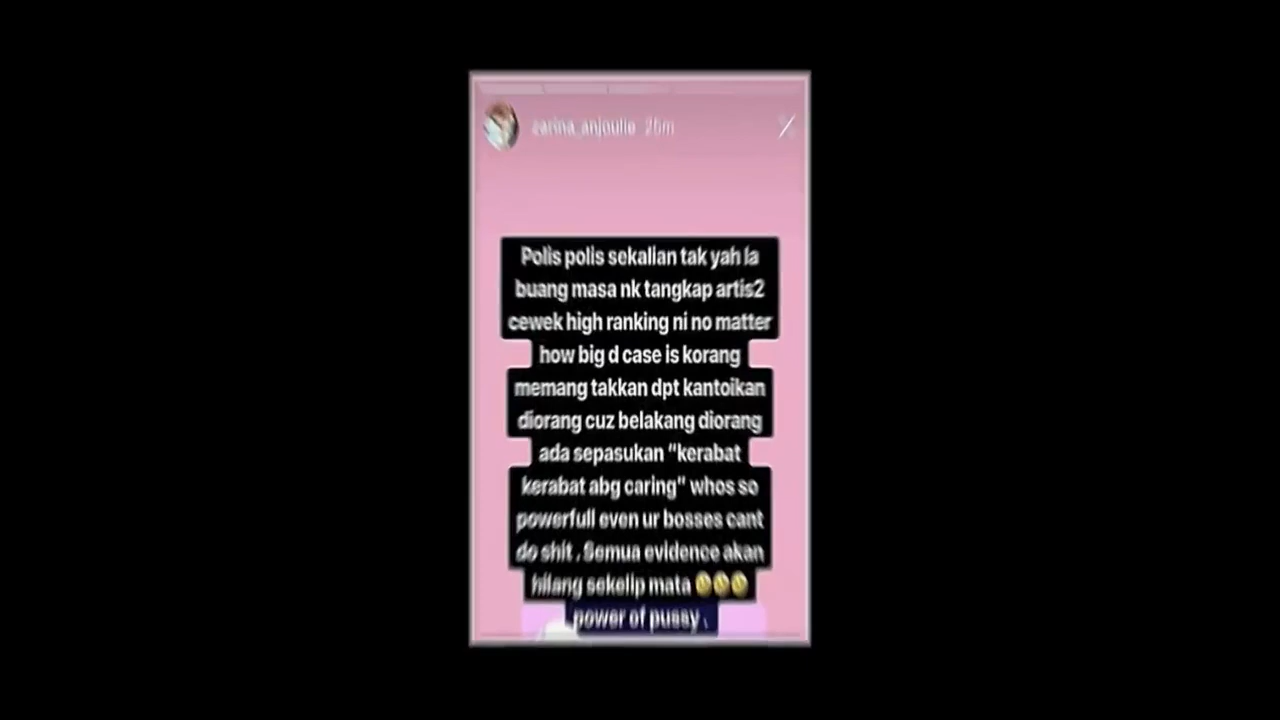 zarina_anjoulie 25m
Polis polis sekalian tak yah la
buang masa nk tangkap artis2
cewek high ranking ni no matter
how big d case is korang
memang takkan dpt kantoikan
diorang cuz belakang diorang
ada sepasukan "kerabat
kerabat abg caring" whos so
powerfull even ur bosses cant
do shit . Semua evidence akan
hilang sekelip mata
power of pussy .